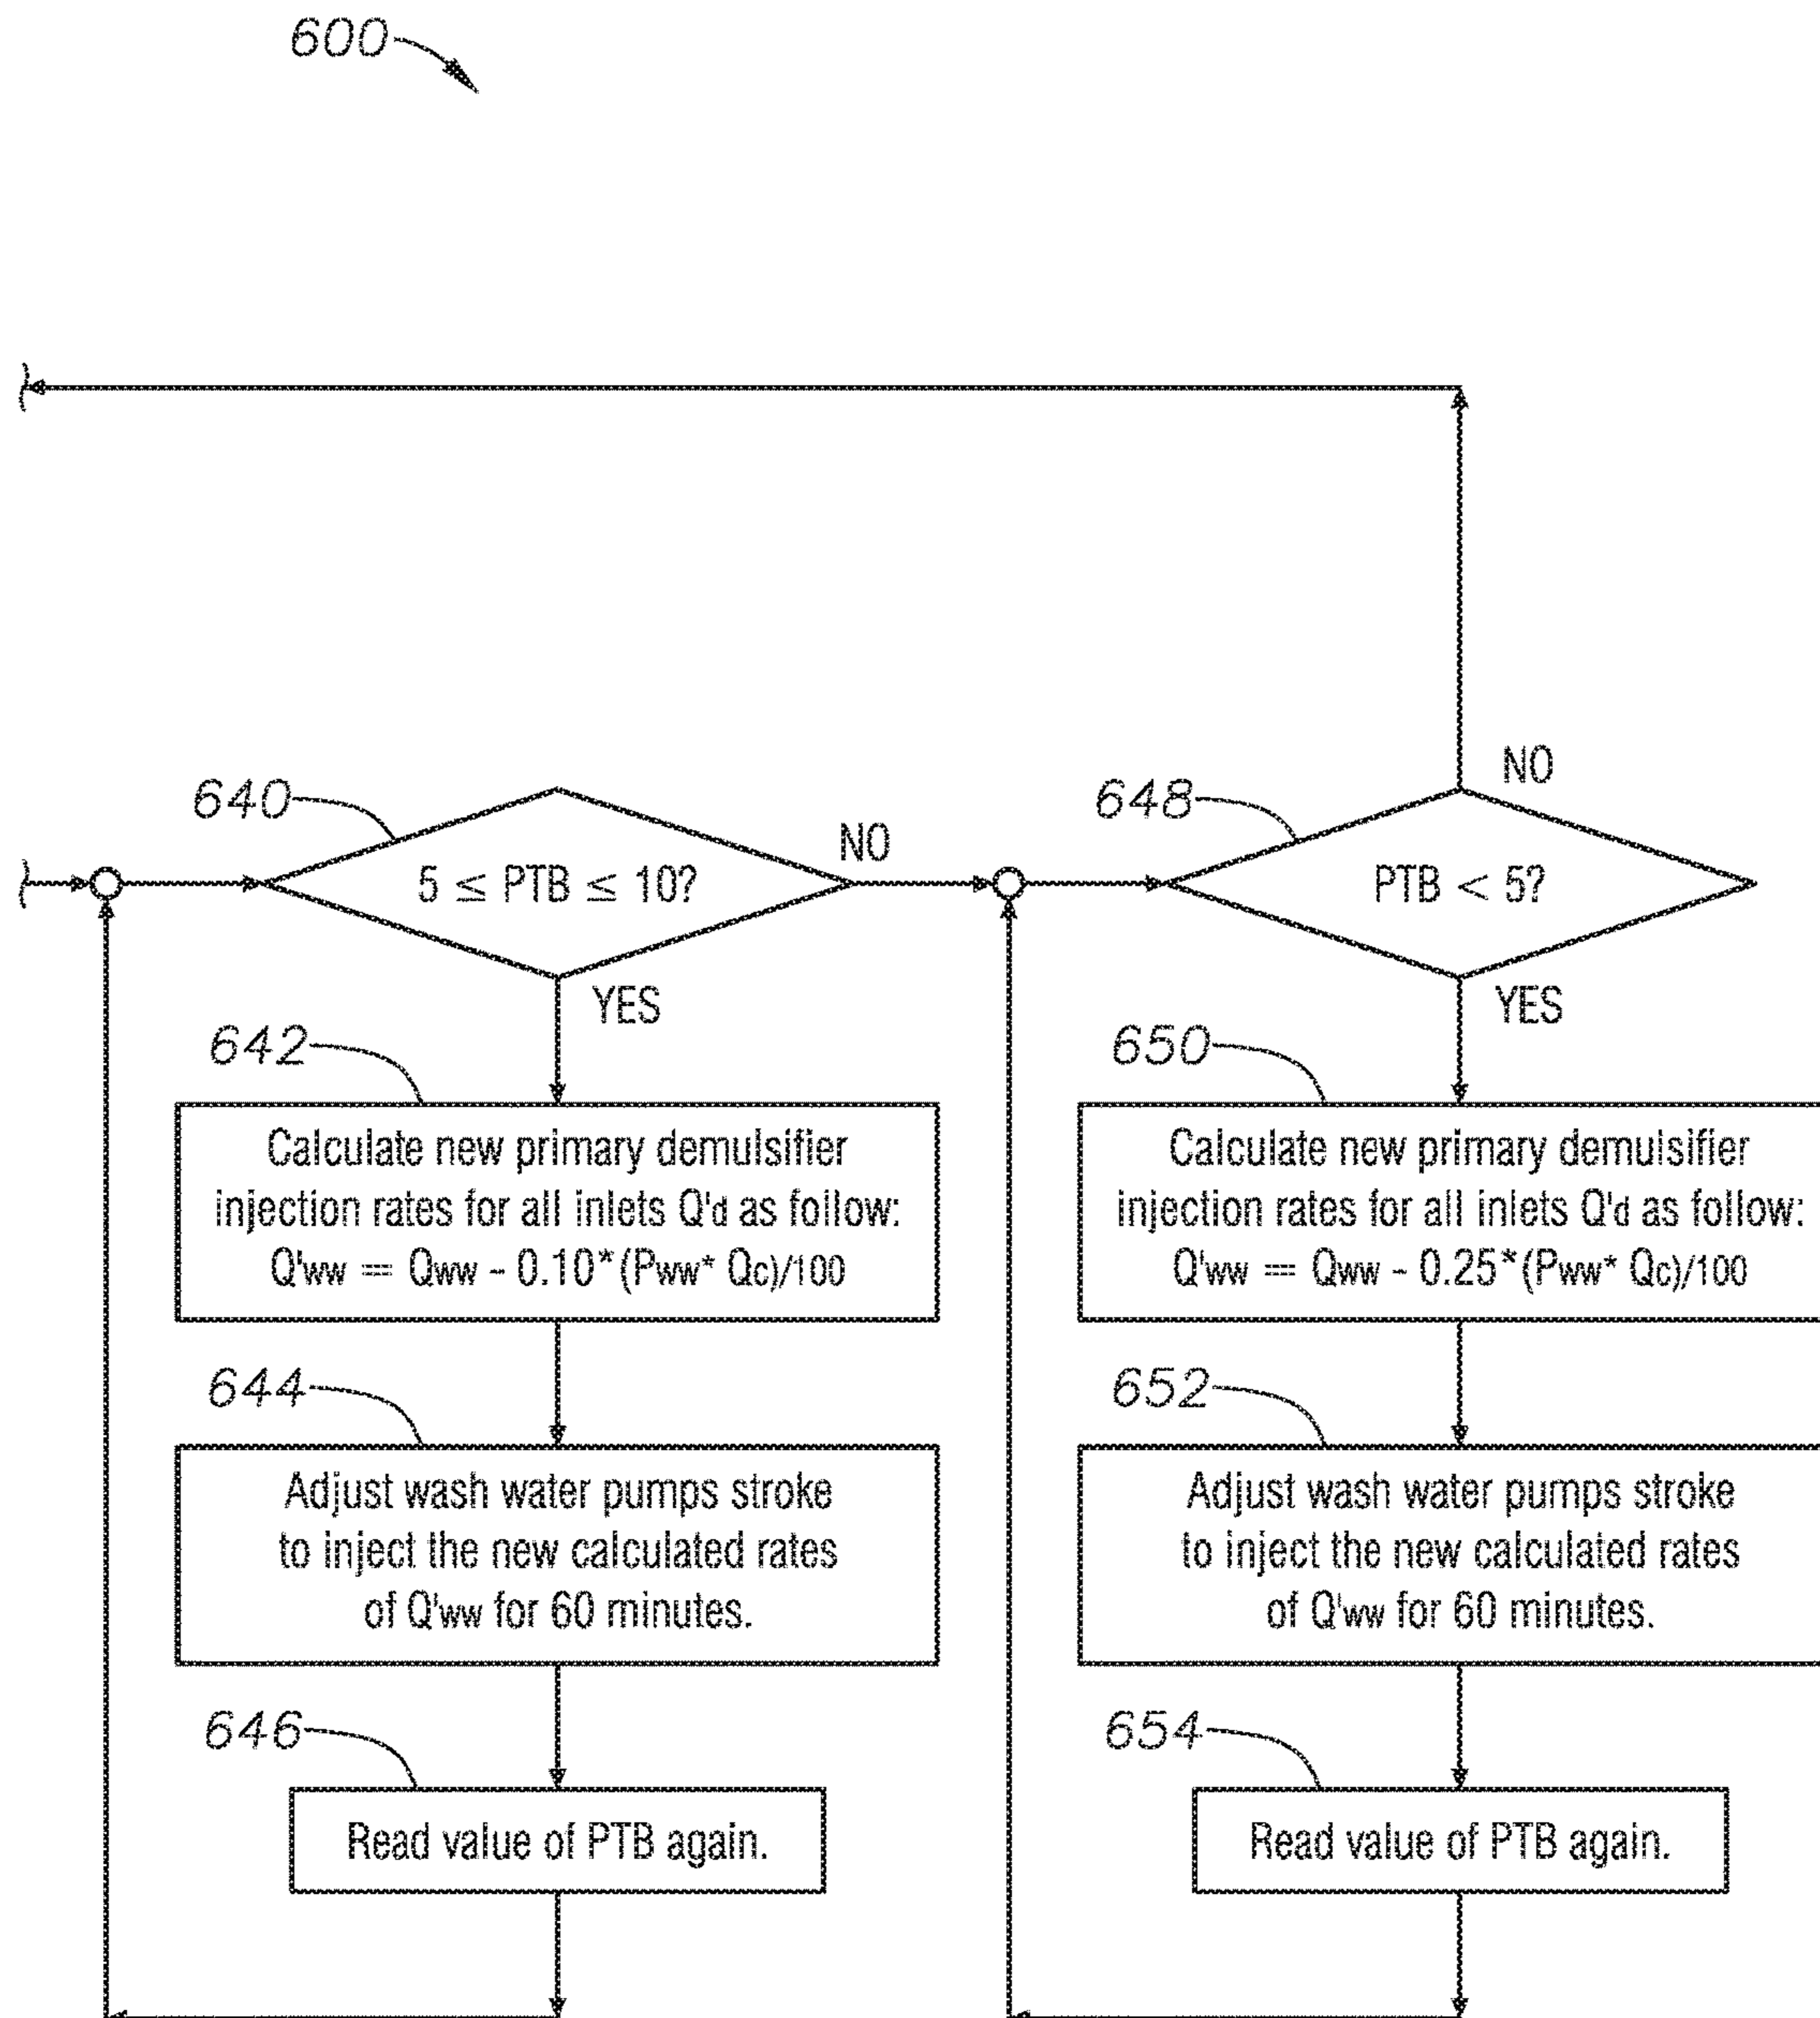 600
640
5 ≤ PTB ≤ 10?
NO
YES
642
Calculate new primary demulsifier
injection rates for all inlets Q'd as follow:
Q'ww = Qww - 0.10*(Pww* Qc)/100
644
Adjust wash water pumps stroke
to inject the new calculated rates
of Q'ww for 60 minutes.
646
Read value of PTB again.
648
PTB < 5?
NO
YES
650
Calculate new primary demulsifier
injection rates for all inlets Q'd as follow:
Q'ww = Qww - 0.25*(Pww* Qc)/100
652
Adjust wash water pumps stroke
to inject the new calculated rates
of Q'ww for 60 minutes.
654
Read value of PTB again.